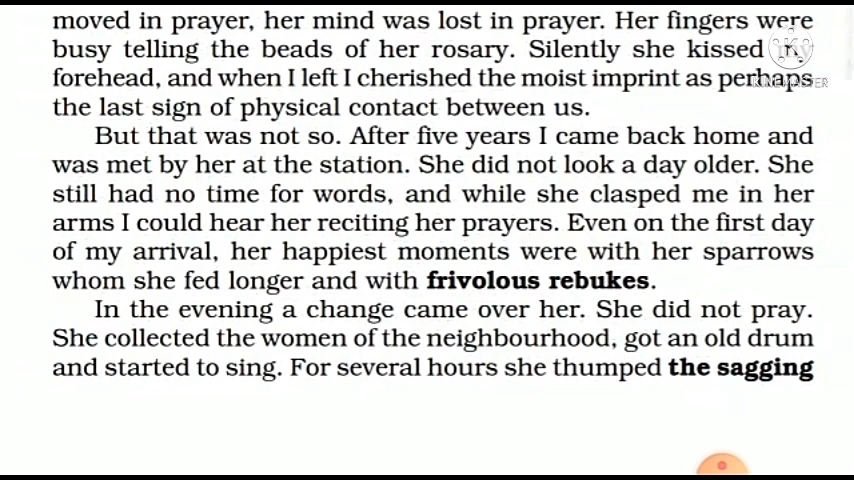 moved in prayer, her mind was lost in prayer. Her fingers were
busy telling the beads of her rosary. Silently she kissed
forehead, and when I left I cherished the moist imprint as perhaps
KINEMASTER
the last sign of physical contact between us.
But that was not so. After five years I came back home and
was met by her at the station. She did not look a day older. She
still had no time for words, and while she clasped me in her
arms I could hear her reciting her prayers. Even on the first day
of my arrival, her happiest moments were with her sparrows
whom she fed longer and with frivolous rebukes.
In the evening a change came over her. She did not pray.
She collected the women of the neighbourhood, got an old drum
and started to sing. For several hours she thumped the sagging